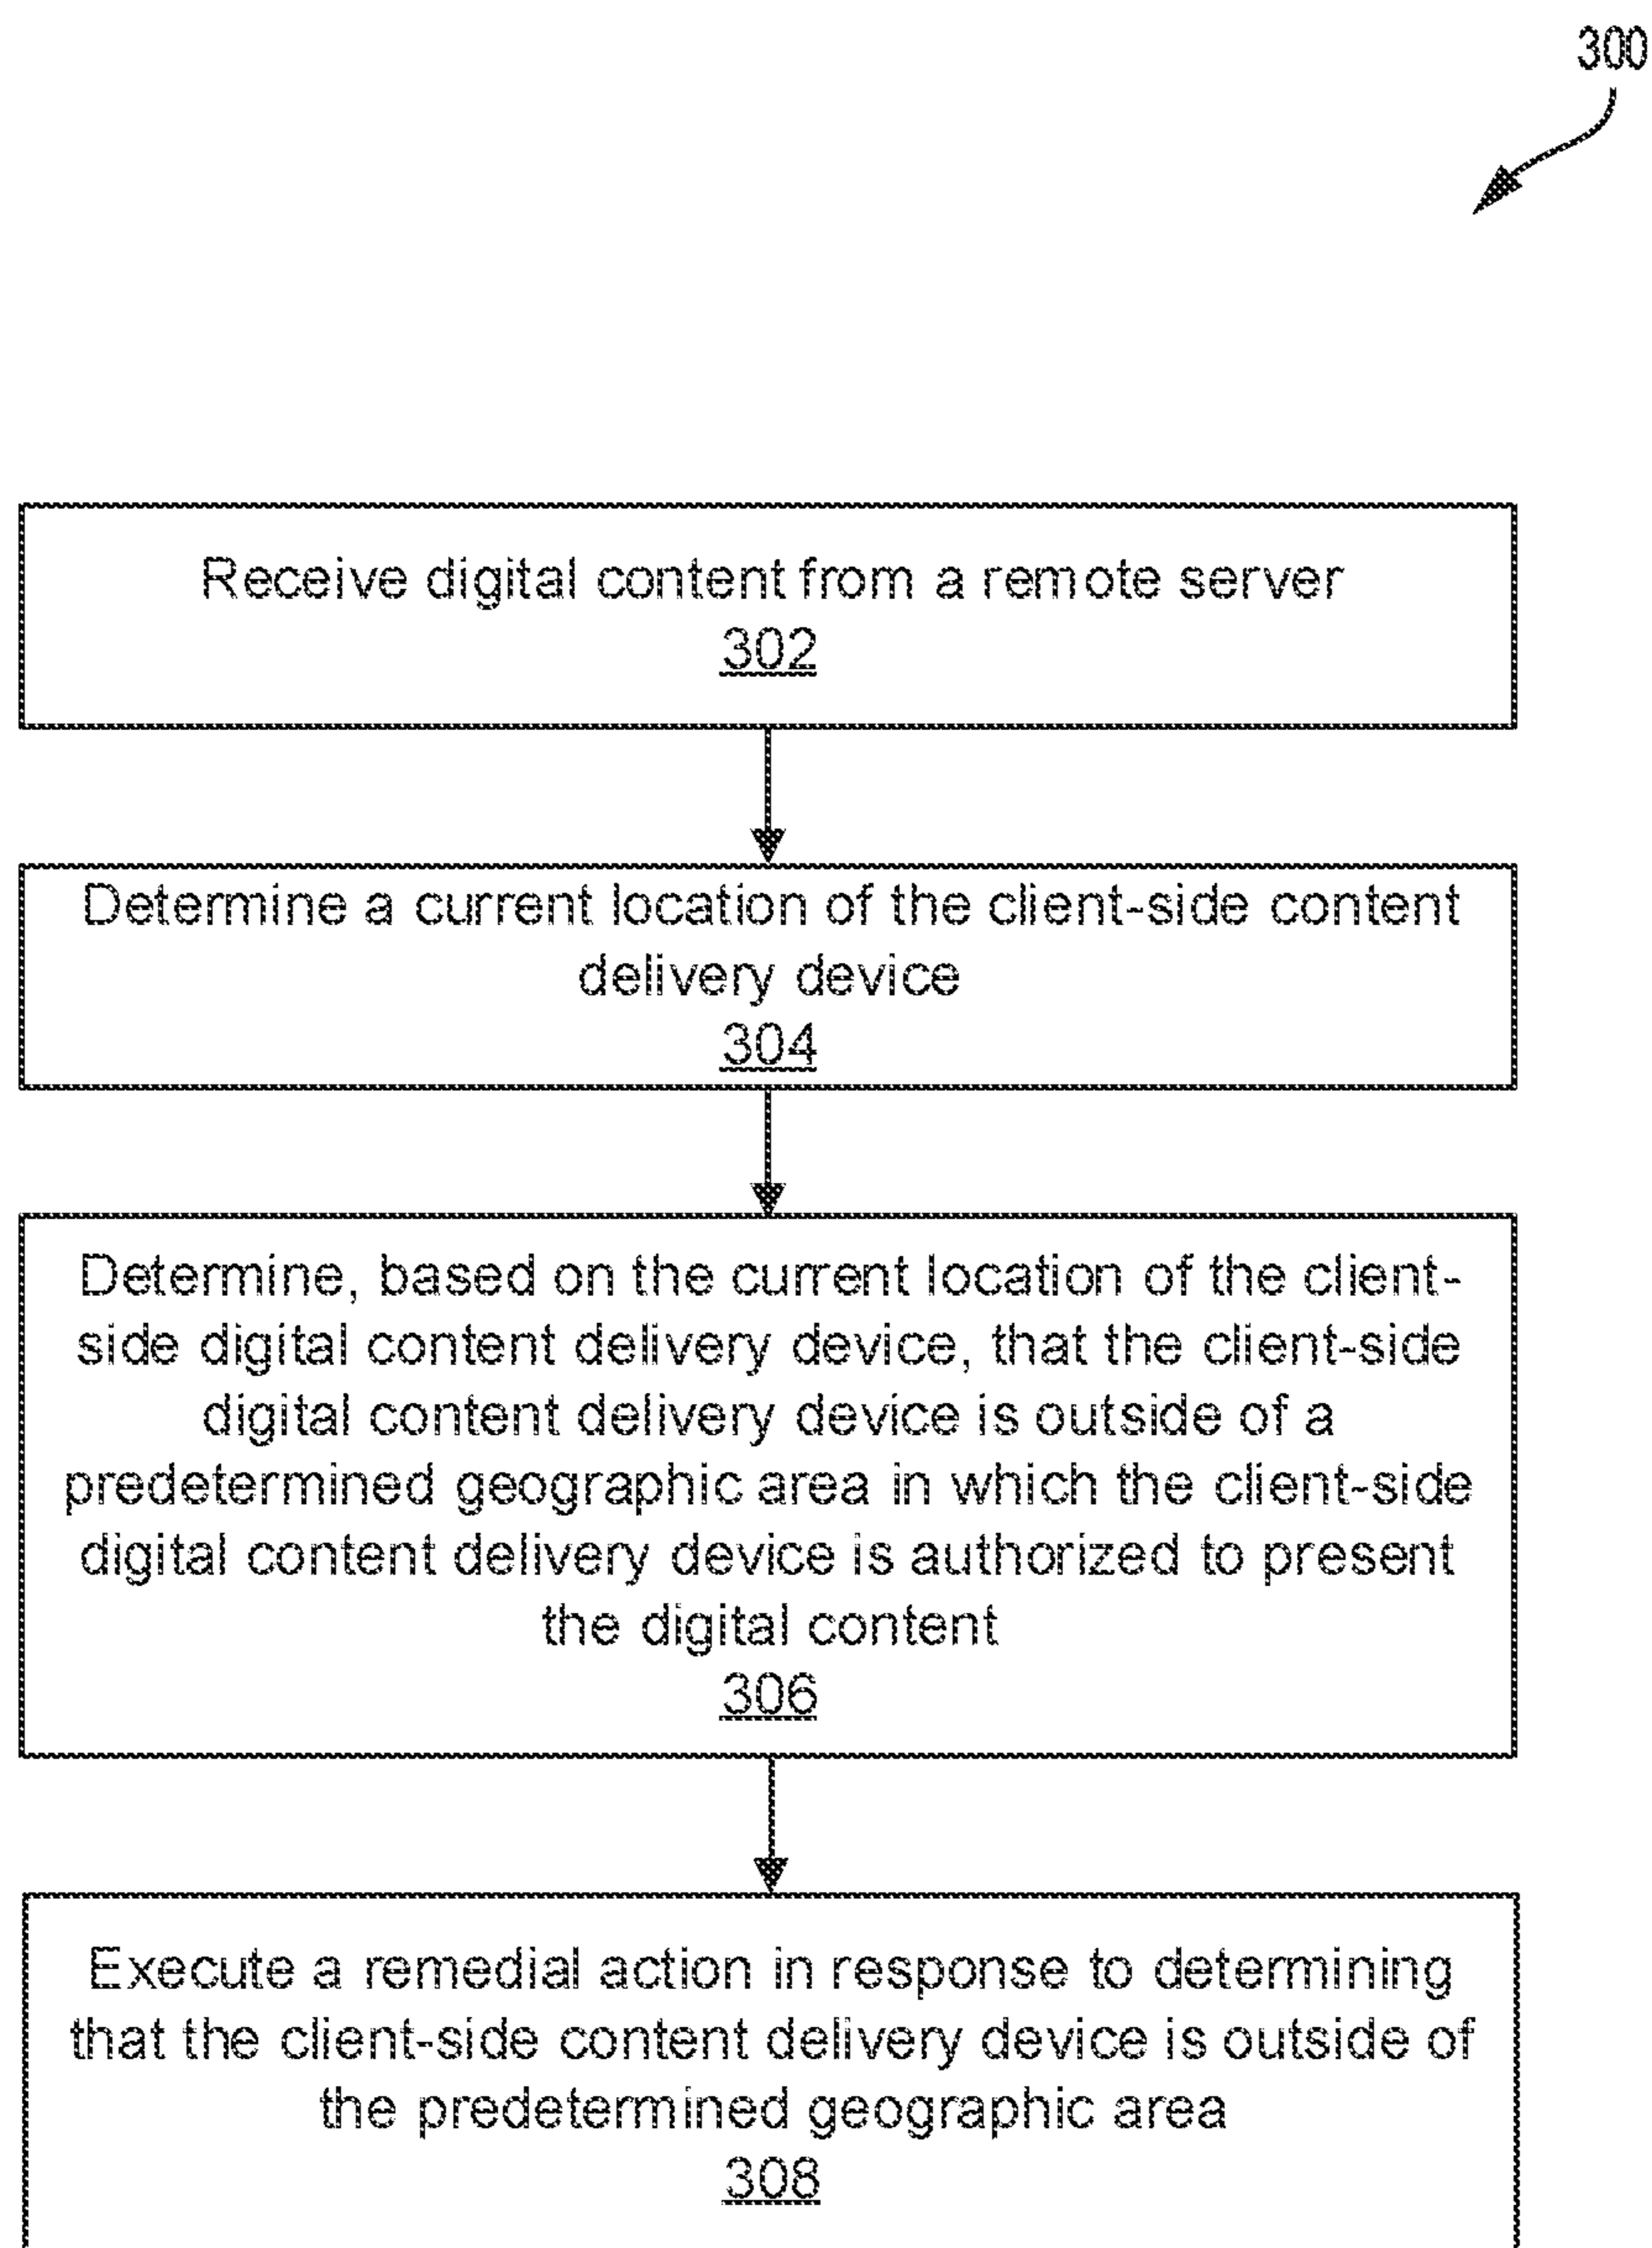 300
Receive digital content from a remote server
302
Determine a current location of the client-side content
delivery device
304
Determine, based on the current location of the client-
side digital content delivery device, that the client-side
digital content delivery device is outside of a
predetermined geographic area in which the client-side
digital content delivery device is authorized to present
the digital content
306
Execute a remedial action in response to determining
that the client-side content delivery device is outside of
the predetermined geographic area
308